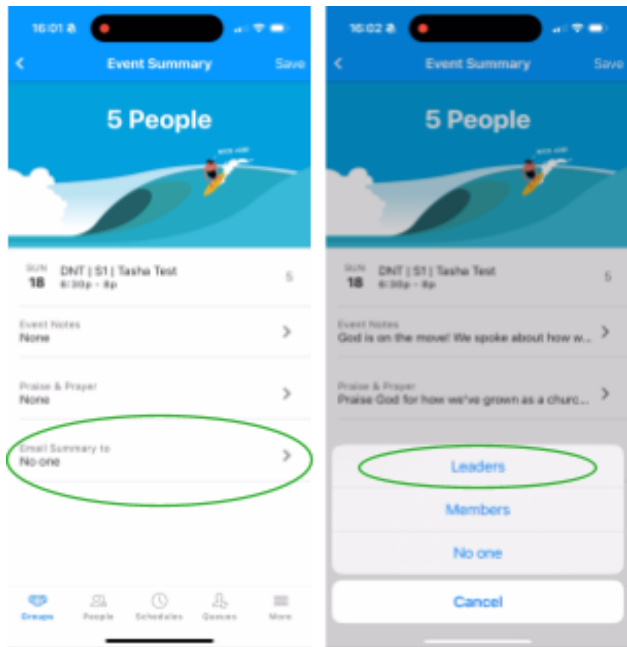 16:01
Event Summary
Save
5 People
SUN
18
DNT | S1 | Tasha Test
6:30p - 8p
5
Event Notes
None
Praise & Prayer
None
Email Summary to
No one
Groups
People
Schedules
Queues
More
16:02
Event Summary
Save
5 People
SUN
18
DNT | S1 | Tasha Test
6:30p - 8p
5
Event Notes
God is on the move! We spoke about how w...
Praise & Prayer
Praise God for how we've grown as a churc...
Leaders
Members
No one
Cancel